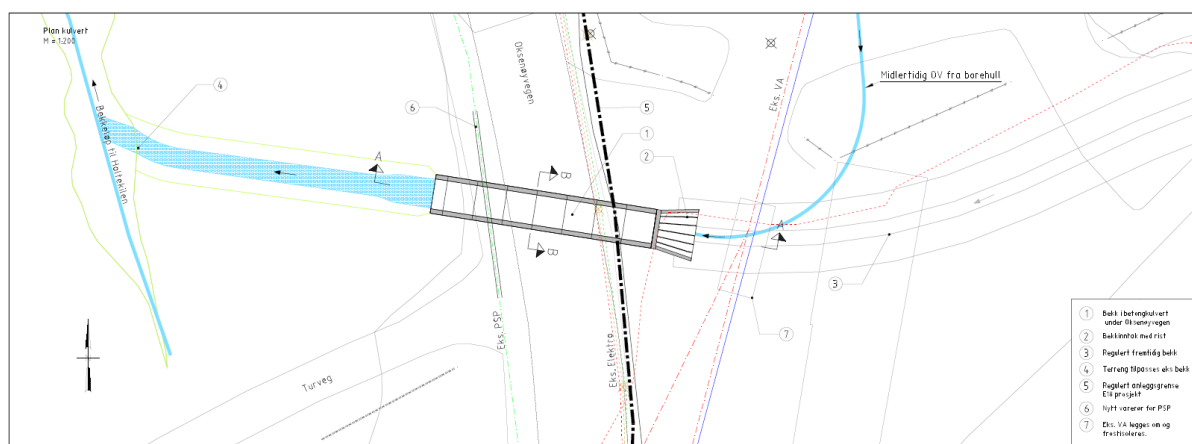 Plan kulvert
M = 1:200
4
6
Oksenøyvegen
5
1
2
Eks. VA
Midlertidig OV fra borehull
Bekkeløp til Holtekilen
A
B
B
A
3
7
Eks. PSP
Eks. Elektro
Turveg
1 Bekk i betongkulvert
under Oksenøyvegen
2 Bekkinntak med rist
3 Regulert fremtidig bekk
4 Terreng tilpasses eks bekk
5 Regulert anleggsgrense
E18 prosjekt
6 Nytt varerør for PSP
7 Eks. VA legges om og
frostisoleres.